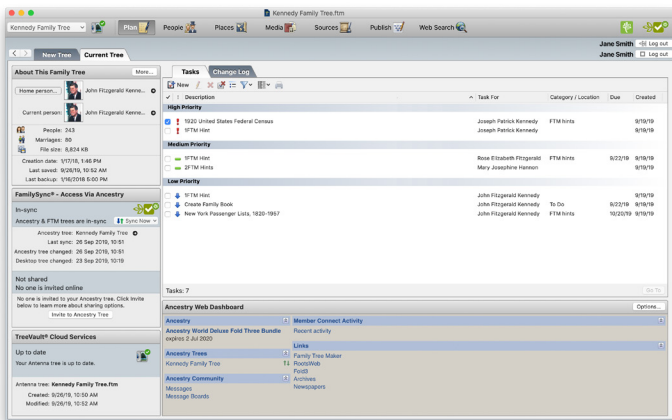 Kennedy Family Tree.ftm
Kennedy Family Tree
Plan
People
Places
Media
Sources
Publish
Web Search
Jane Smith
Log out
Jane Smith
Log out
New Tree
Current Tree
About This Family Tree
More...
Home person...
John Fitzgerald Kenne...
Current person:
John Fitzgerald Kenne...
People: 243
Marriages: 80
File size: 8,824 KB
Creation date: 1/17/18, 1:46 PM
Last saved: 9/26/19, 10:52 AM
Last backup: 1/16/2018 5:00 PM
FamilySync® - Access Via Ancestry
In-sync
Ancestry & FTM trees are in-sync
Sync Now
Ancestry tree: Kennedy Family Tree
Last sync: 26 Sep 2019, 10:51
Ancestry tree changed: 26 Sep 2019, 10:51
Desktop tree changed: 23 Sep 2019, 10:19
Not shared
No one is invited online
No one is invited to your Ancestry tree. Click Invite
below to learn more about sharing options.
Invite to Ancestry Tree
TreeVault® Cloud Services
Up to date
Your Antenna tree is up to date.
Antenna tree: Kennedy Family Tree.ftm
Created: 9/26/19, 10:50 AM
Modified: 9/26/19, 10:52 AM
Tasks
Change Log
New
Description Task For Category / Location Due Created
High Priority
1920 United States Federal Census Joseph Patrick Kennedy FTM hints 9/19/19
1FTM Hint Joseph Patrick Kennedy 9/19/19
Medium Priority
1FTM Hint Rose Elizabeth Fitzgerald FTM hints 9/22/19 9/19/19
2FTM Hints Mary Josephine Hannon 9/19/19
Low Priority
1FTM Hint John Fitzgerald Kennedy 9/19/19
Create Family Book John Fitzgerald Kennedy To Do 9/22/19 9/19/19
New York Passenger Lists, 1820-1957 John Fitzgerald Kennedy FTM hints 10/20/19 9/19/19
Tasks: 7
Go To
Ancestry Web Dashboard
Options...
Ancestry
Ancestry World Deluxe Fold Three Bundle
expires 2 Jul 2020
Ancestry Trees
Kennedy Family Tree
Ancestry Community
Messages
Message Boards
Member Connect Activity
Recent activity
Links
Family Tree Maker
RootsWeb
Fold3
Archives
Newspapers